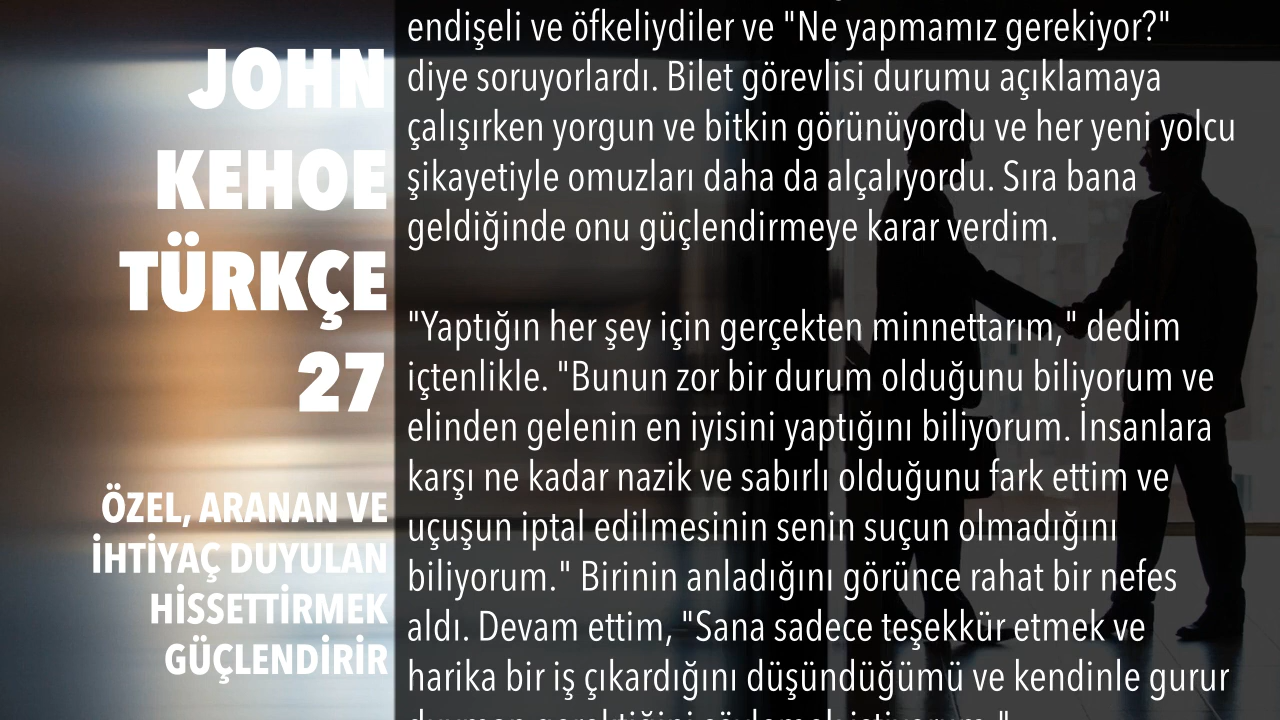 JOHN
KEHOE
TÜRKÇE
27
ÖZEL, ARANAN VE
İHTİYAÇ DUYULAN
HİSSETTİRMEK
GÜÇLENDİRİR
endişeli ve öfkeliydiler ve "Ne yapmamız gerekiyor?"
diye soruyorlardı. Bilet görevlisi durumu açıklamaya
çalışırken yorgun ve bitkin görünüyordu ve her yeni yolcu
şikayetiyle omuzları daha da alçalıyordu. Sıra bana
geldiğinde onu güçlendirmeye karar verdim.
"Yaptığın her şey için gerçekten minnettarım," dedim
içtenlikle. "Bunun zor bir durum olduğunu biliyorum ve
elinden gelenin en iyisini yaptığını biliyorum. İnsanlara
karşı ne kadar nazik ve sabırlı olduğunu fark ettim ve
uçuşun iptal edilmesinin senin suçun olmadığını
biliyorum." Birinin anladığını görünce rahat bir nefes
aldı. Devam ettim, "Sana sadece teşekkür etmek ve
harika bir iş çıkardığını düşündüğümü ve kendinle gurur